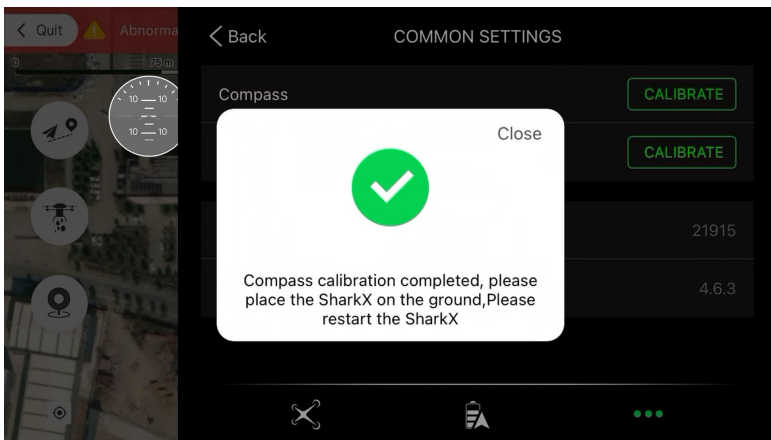 Quit
Abnorma
0
75 m
10 10
10 10
Back
COMMON SETTINGS
Compass
CALIBRATE
CALIBRATE
Close
Compass calibration completed, please
place the SharkX on the ground,Please
restart the SharkX
21915
4.6.3